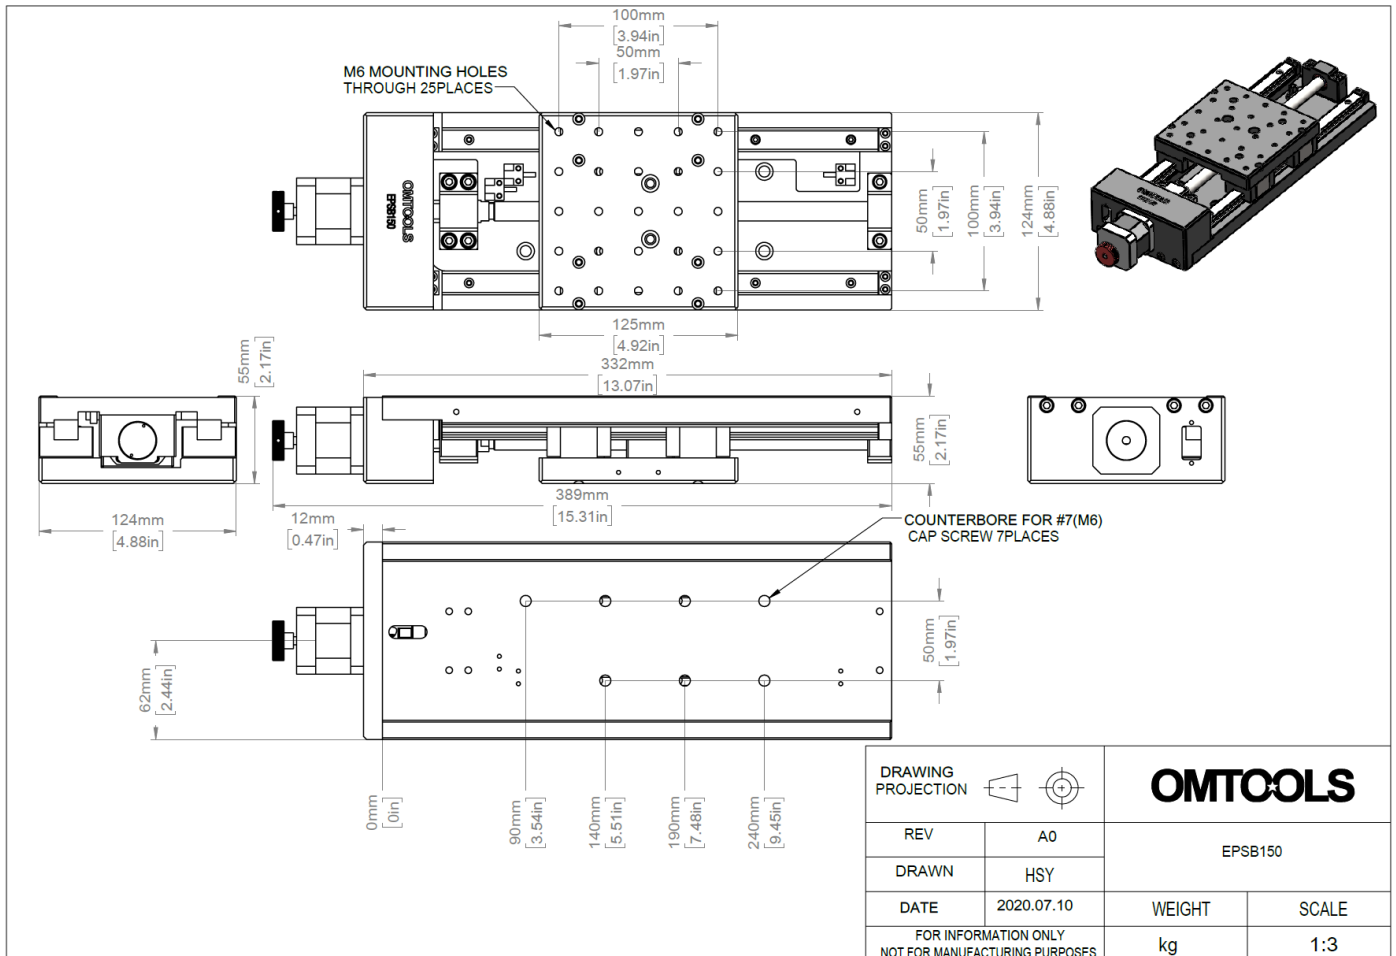 100mm
[3.94in]
50mm
[1.97in]
M6 MOUNTING HOLES
THROUGH 25PLACES
OMTOOLS
EPSB150
50mm
[1.97in]
100mm
[3.94in]
124mm
[4.88in]
125mm
[4.92in]
332mm
[13.07in]
55mm
[2.17in]
124mm
[4.88in]
55mm
[2.17in]
389mm
[15.31in]
12mm
[0.47in]
COUNTERBORE FOR #7(M6)
CAP SCREW 7PLACES
62mm
[2.44in]
50mm
[1.97in]
0mm
[0in]
90mm
[3.54in]
140mm
[5.51in]
190mm
[7.48in]
240mm
[9.45in]
DRAWING
PROJECTION
OMTOOLS
REV A0
EPSB150
DRAWN HSY
DATE 2020.07.10
WEIGHT SCALE
FOR INFORMATION ONLY
NOT FOR MANUFACTURING PURPOSES
kg 1:3